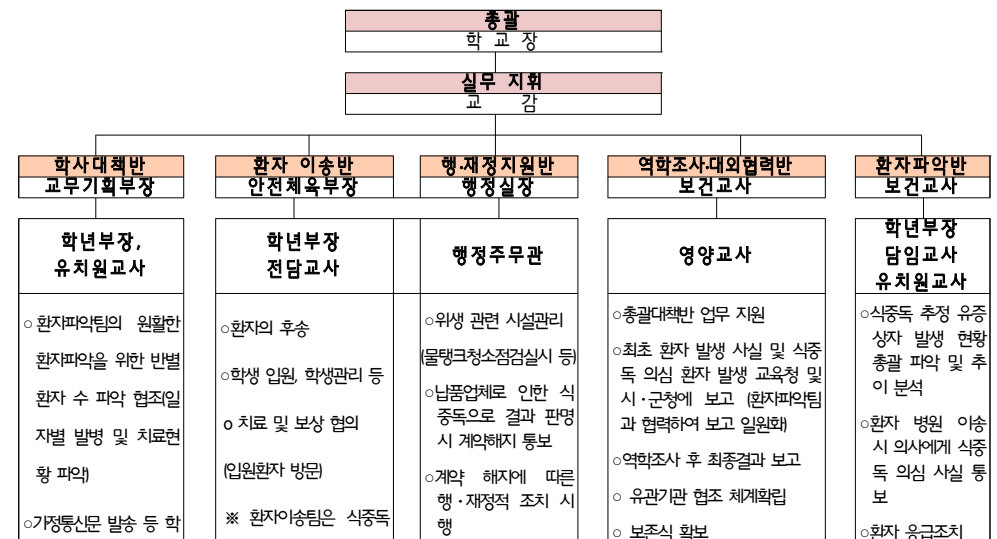 총괄
학 교 장
실무 지휘
교 감
학사대책반
교무기획부장
학년부장,
유치원교사
○환자파악팀의 원활한
환자파악을 위한 반별
환자 수 파악 협조(일
자별 발병 및 치료현
황 파악)
○가정통신문 발송 등 학
환자 이송반
안전체육부장
학년부장
전담교사
○환자의 후송
○학생 입원, 학생관리 등
o 치료 및 보상 협의
(입원환자 방문)
※ 환자이송팀은 식중독
행·재정지원반
행정실장
행정주무관
○위생 관련 시설관리
(물탱크청소점검실시 등)
○납품업체로 인한 식
중독으로 결과 판명
시 계약해지 통보
○계약 해지에 따른
행·재정적 조치 시
행
역학조사·대외협력반
보건교사
영양교사
○총괄대책반 업무 지원
○최초 환자 발생 사실 및 식중
독 의심 환자 발생 교육청 및
시·군청에 보고 (환자파악팀
과 협력하여 보고 일원화)
○역학조사 후 최종결과 보고
○ 유관기관 협조 체계확립
○ 보존식 확보
환자파악반
보건교사
학년부장
담임교사
유치원교사
○식중독 추정 유증
상자 발생 현황
총괄 파악 및 추
이 분석
○환자 병원 이송
시 의사에게 식중
독 의심 사실 통
보
○환자 응급조치